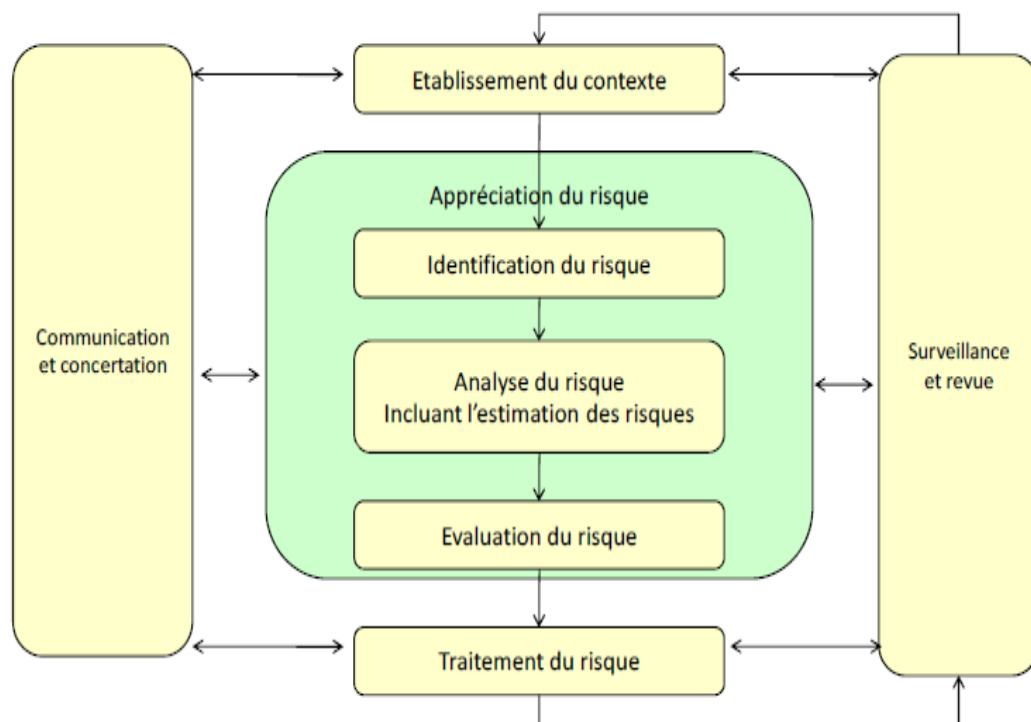 Etablissement du contexte
Appréciation du risque
Identification du risque
Communication
et concertation
Analyse du risque
Incluant l'estimation des risques
Surveillance
et revue
Evaluation du risque
Traitement du risque